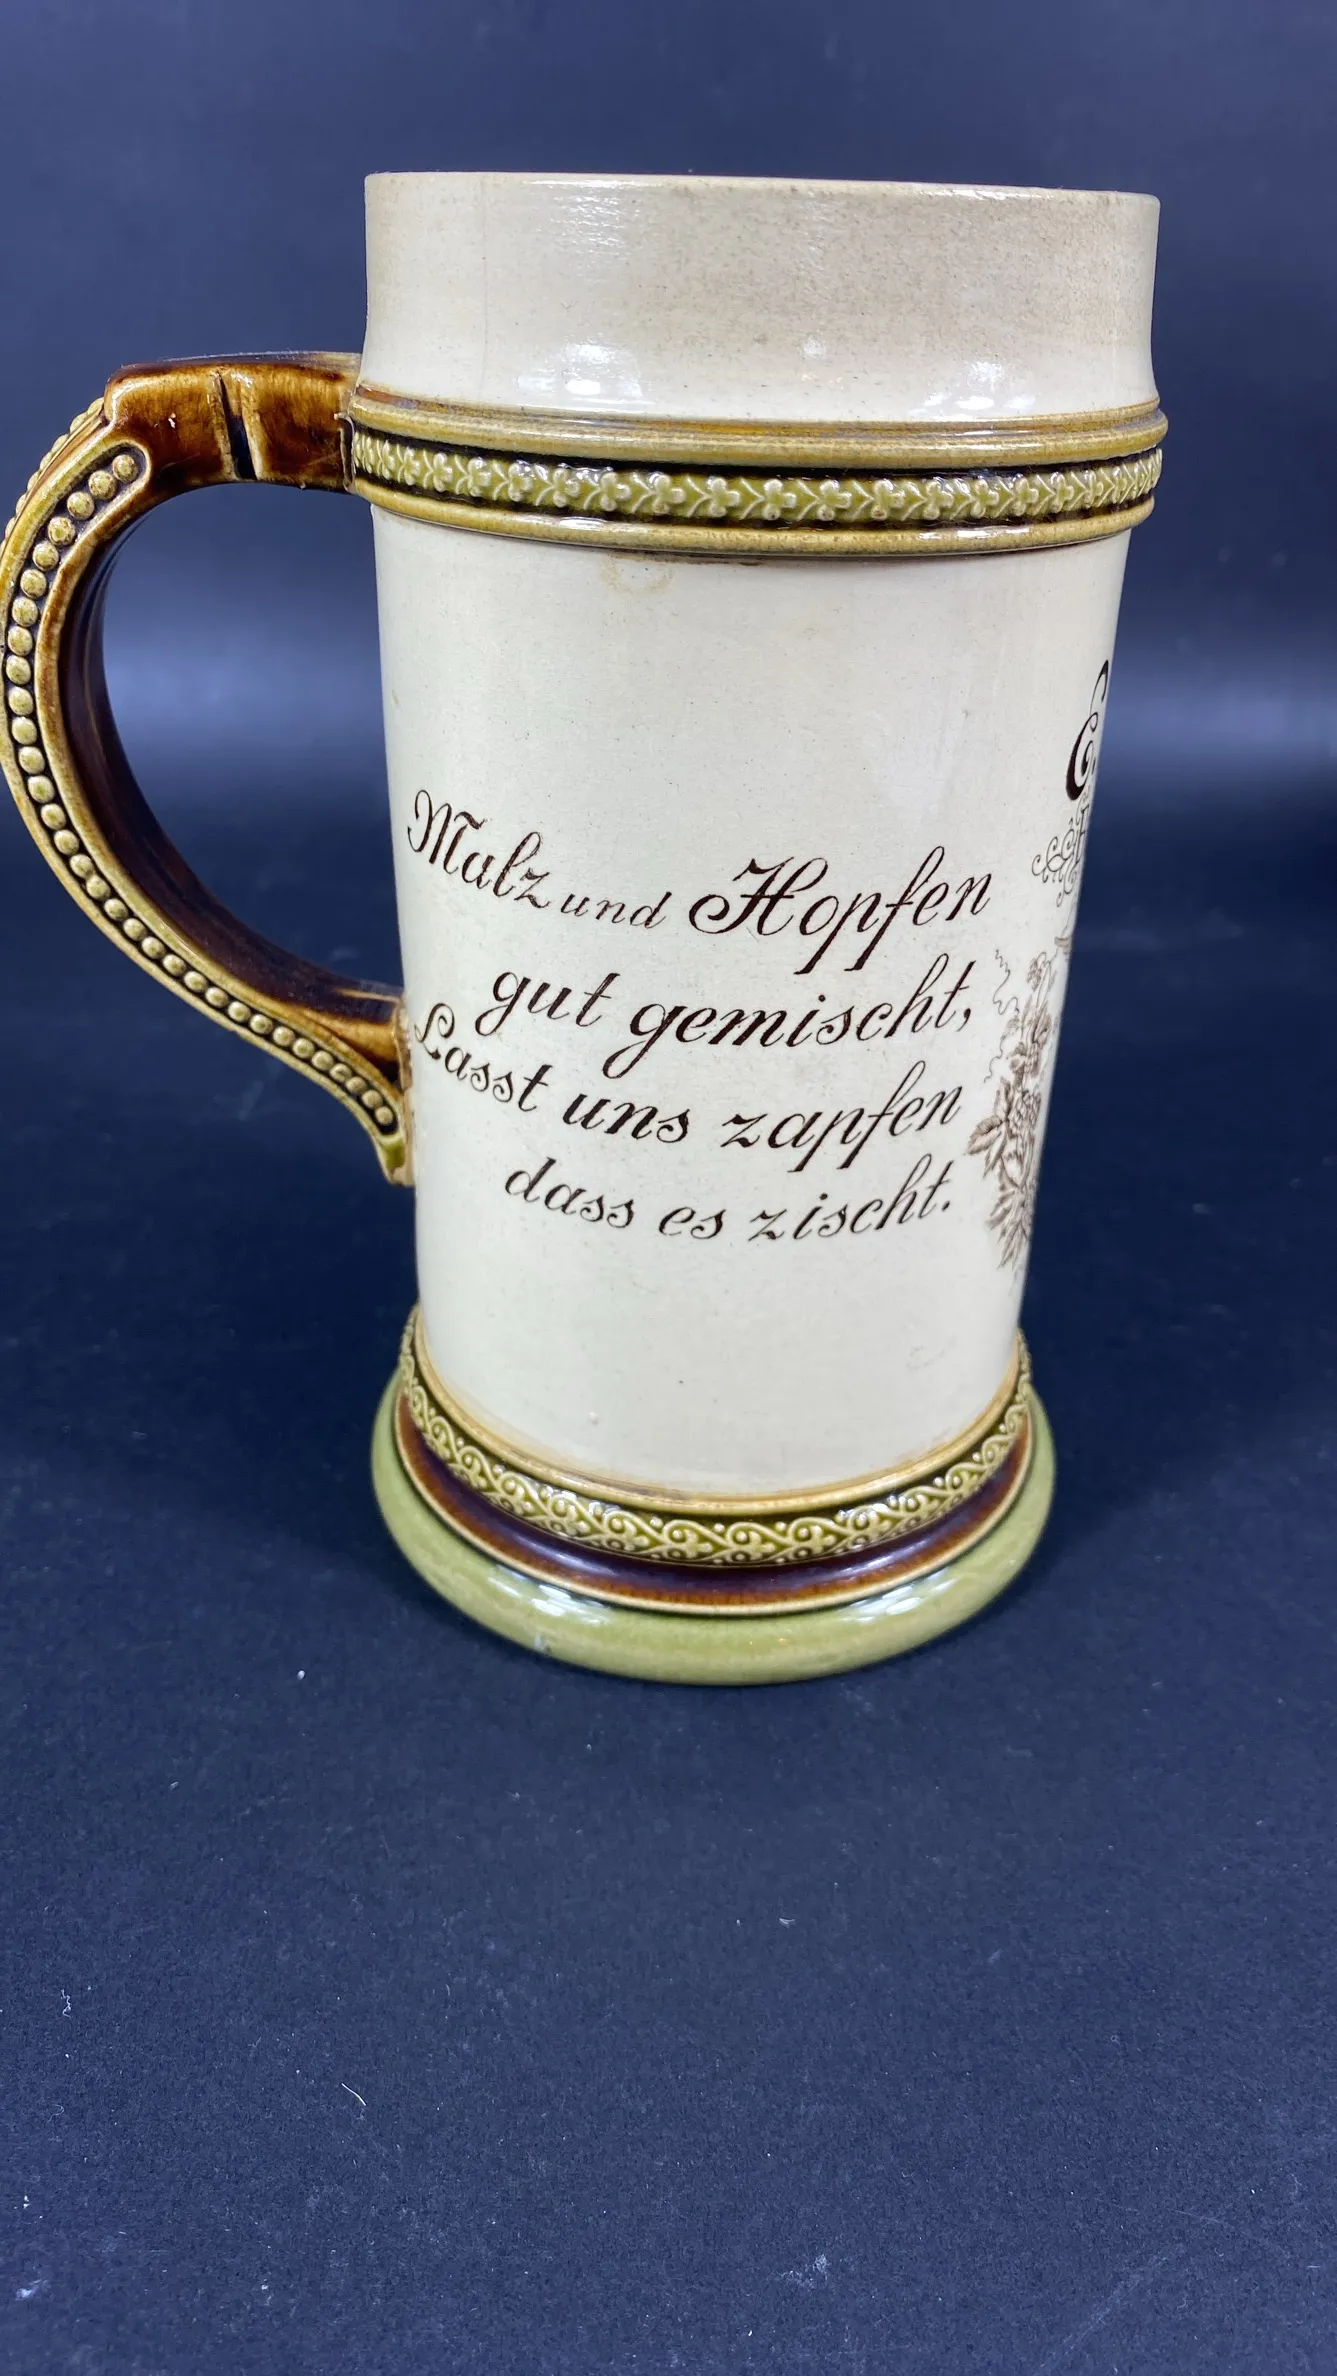 Malz und Hopfen
gut gemischt,
Lasst uns zapfen
dass es zischt.